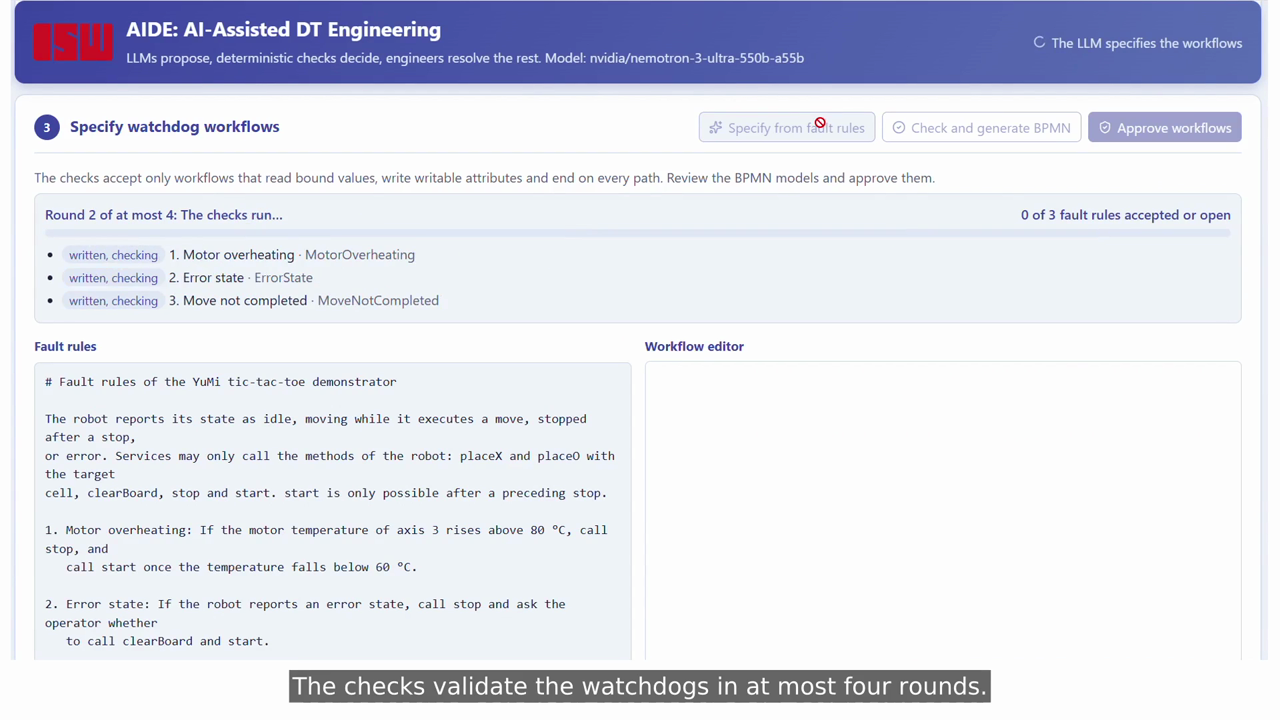 ISW
AIDE: AI-Assisted DT Engineering
LLMs propose, deterministic checks decide, engineers resolve the rest. Model: nvidia/nemotron-3-ultra-550b-a55b
The LLM specifies the workflows
3 Specify watchdog workflows
Specify from fault rules
Check and generate BPMN
Approve workflows
The checks accept only workflows that read bound values, write writable attributes and end on every path. Review the BPMN models and approve them.
Round 2 of at most 4: The checks run...
0 of 3 fault rules accepted or open
• written, checking 1. Motor overheating · MotorOverheating
• written, checking 2. Error state · ErrorState
• written, checking 3. Move not completed · MoveNotCompleted
Fault rules
# Fault rules of the YuMi tic-tac-toe demonstrator
The robot reports its state as idle, moving while it executes a move, stopped
after a stop,
or error. Services may only call the methods of the robot: placeX and placeO with
the target
cell, clearBoard, stop and start. start is only possible after a preceding stop.
1. Motor overheating: If the motor temperature of axis 3 rises above 80 °C, call
stop, and
call start once the temperature falls below 60 °C.
2. Error state: If the robot reports an error state, call stop and ask the
operator whether
to call clearBoard and start.
Workflow editor
The checks validate the watchdogs in at most four rounds.